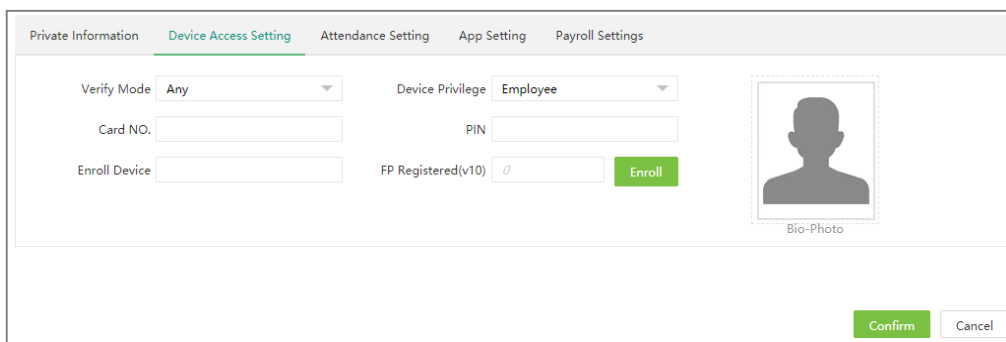 Private Information Device Access Setting Attendance Setting App Setting Payroll Settings
Verify Mode Any Device Privilege Employee
Card NO. PIN
Enroll Device FP Registered(v10) 0 Enroll
Bio-Photo
Confirm Cancel